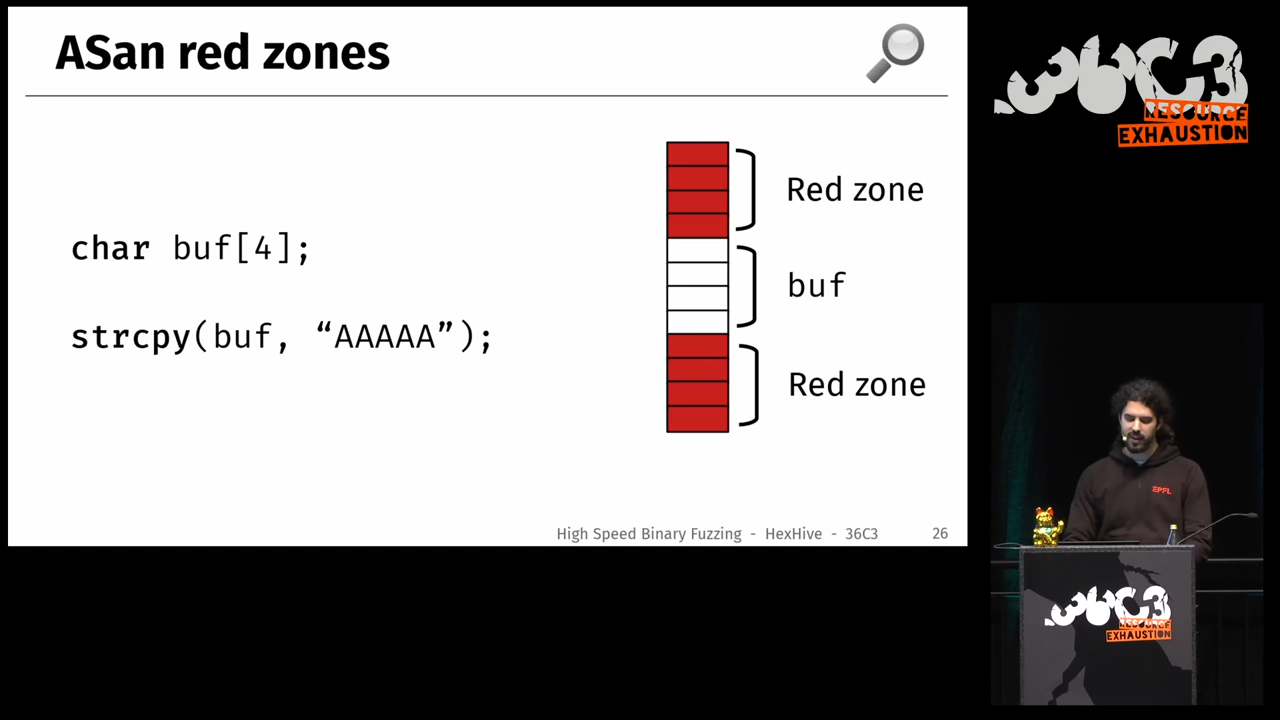 ASan red zones
char buf[4];
strcpy(buf, “AAAAA”);
Red zone
buf
Red zone
High Speed Binary Fuzzing - HexHive - 36C3 26
36C3
RESOURCE
EXHAUSTION
EPFL
36C3
RESOURCE
EXHAUSTION